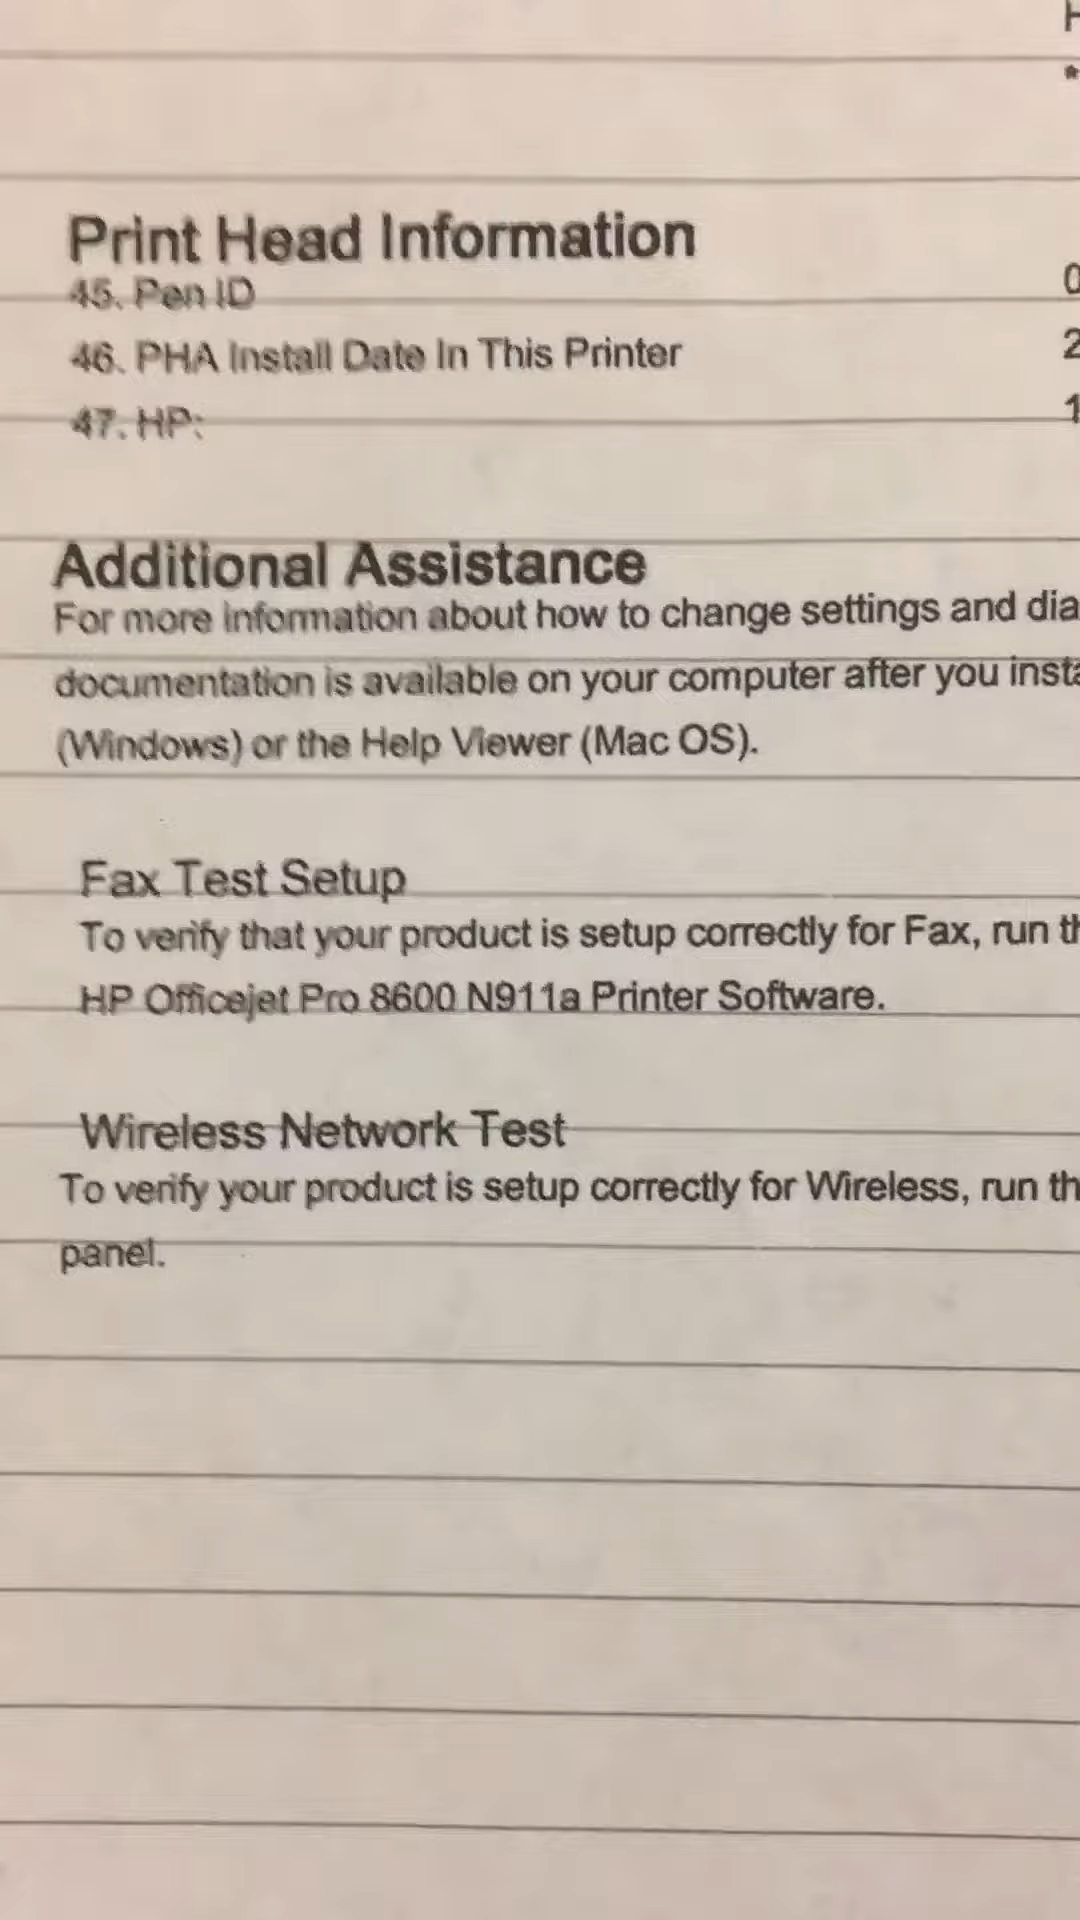 H
*
Print Head Information
45. Pen ID 0
46. PHA Install Date In This Printer 2
47. HP: 1
Additional Assistance
For more information about how to change settings and dia
documentation is available on your computer after you insta
(Windows) or the Help Viewer (Mac OS).
Fax Test Setup
To verify that your product is setup correctly for Fax, run th
HP Officejet Pro 8600 N911a Printer Software.
Wireless Network Test
To verify your product is setup correctly for Wireless, run th
panel.